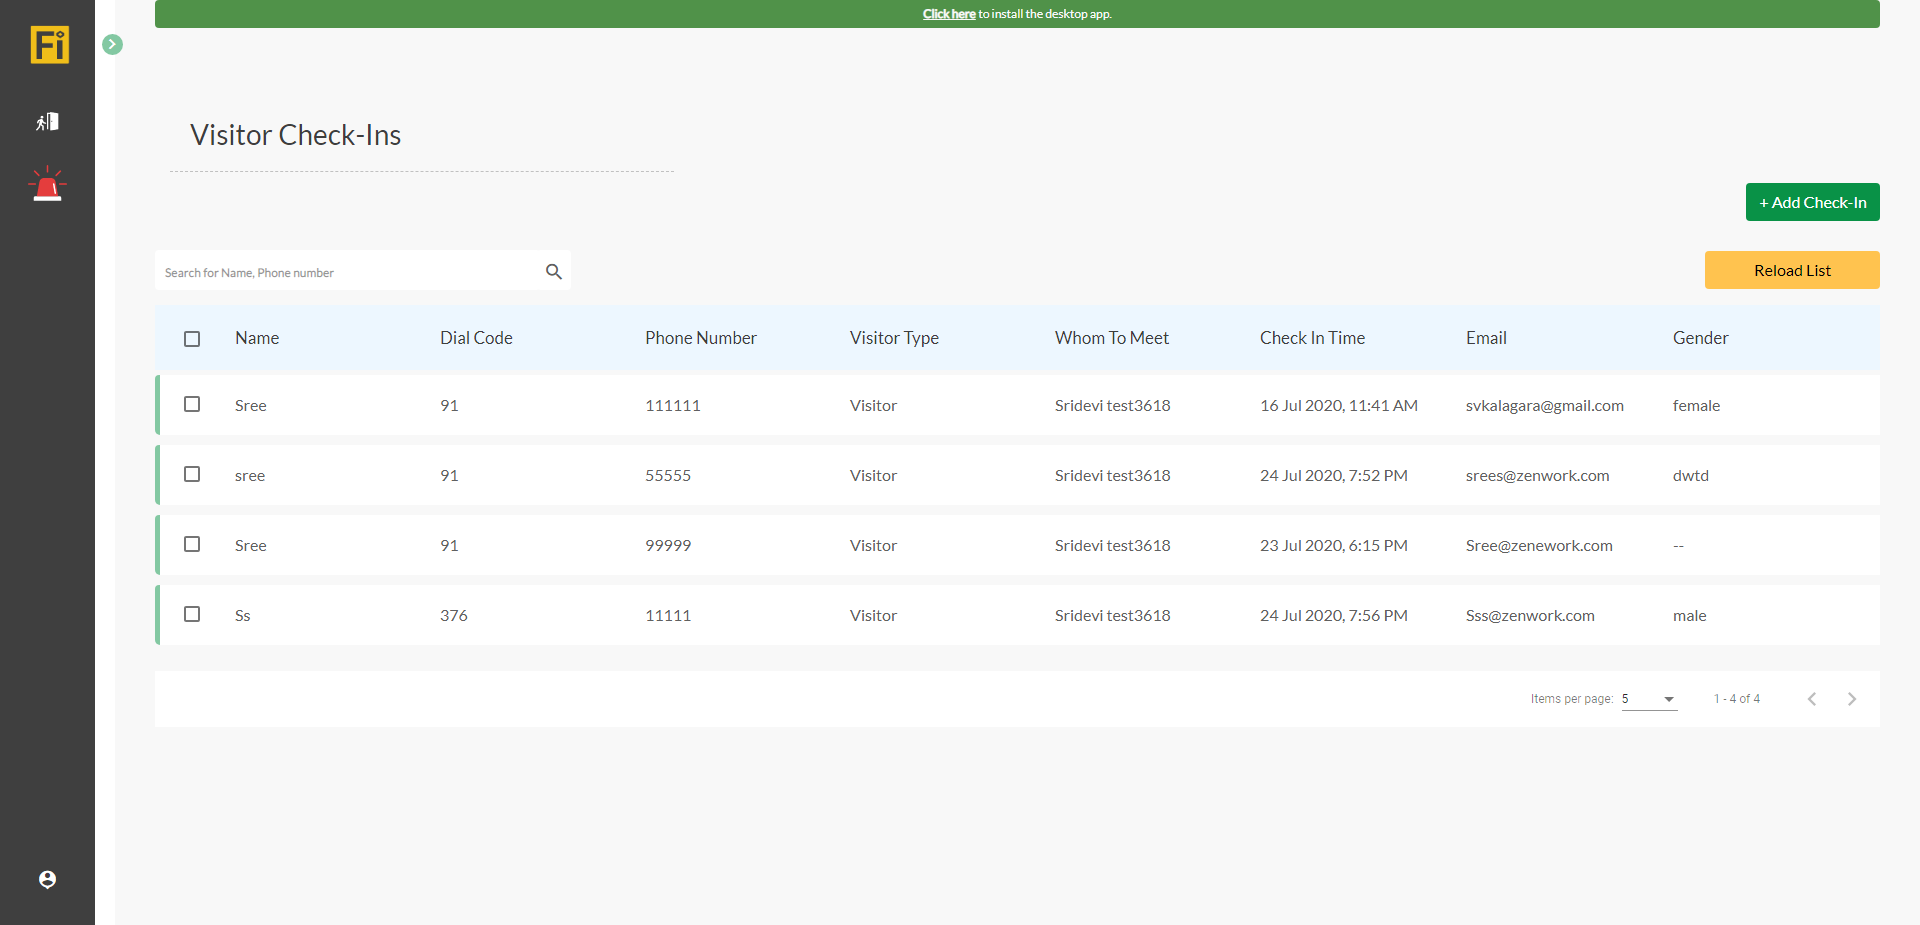 Click here to install the desktop app.
Fi
Visitor Check-Ins
+ Add Check-In
Search for Name, Phone number
Reload List
Name Dial Code Phone Number Visitor Type Whom To Meet Check In Time Email Gender
Sree 91 111111 Visitor Sridevi test3618 16 Jul 2020, 11:41 AM svkalagara@gmail.com female
sree 91 55555 Visitor Sridevi test3618 24 Jul 2020, 7:52 PM srees@zenwork.com dwtd
Sree 91 99999 Visitor Sridevi test3618 23 Jul 2020, 6:15 PM Sree@zenework.com --
Ss 376 11111 Visitor Sridevi test3618 24 Jul 2020, 7:56 PM Sss@zenwork.com male
Items per page: 5 1 - 4 of 4